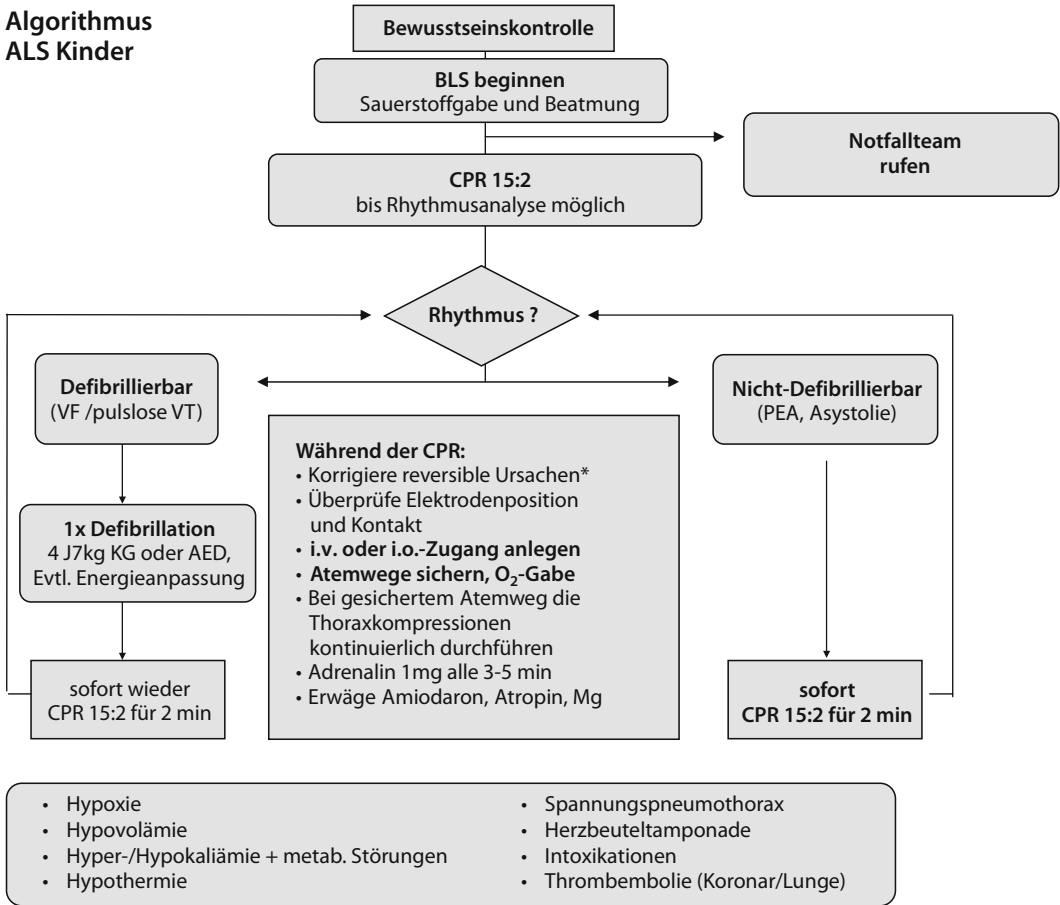 Algorithmus
ALS Kinder
Bewusstseinskontrolle
BLS beginnen
Sauerstoffgabe und Beatmung
Notfallteam
rufen
CPR 15:2
bis Rhythmusanalyse möglich
Rhythmus ?
Defibrillierbar
(VF /pulslose VT)
1x Defibrillation
4 J7kg KG oder AED,
Evtl. Energieanpassung
sofort wieder
CPR 15:2 für 2 min
Während der CPR:
• Korrigiere reversible Ursachen*
• Überprüfe Elektrodenposition
und Kontakt
• i.v. oder i.o.-Zugang anlegen
• Atemwege sichern, O₂-Gabe
• Bei gesichertem Atemweg die
Thoraxkompressionen
kontinuierlich durchführen
• Adrenalin 1mg alle 3-5 min
• Erwäge Amiodaron, Atropin, Mg
Nicht-Defibrillierbar
(PEA, Asystolie)
sofort
CPR 15:2 für 2 min
• Hypoxie
• Hypovolämie
• Hyper-/Hypokaliämie + metab. Störungen
• Hypothermie
• Spannungspneumothorax
• Herzbeuteltamponade
• Intoxikationen
• Thrombembolie (Koronar/Lunge)